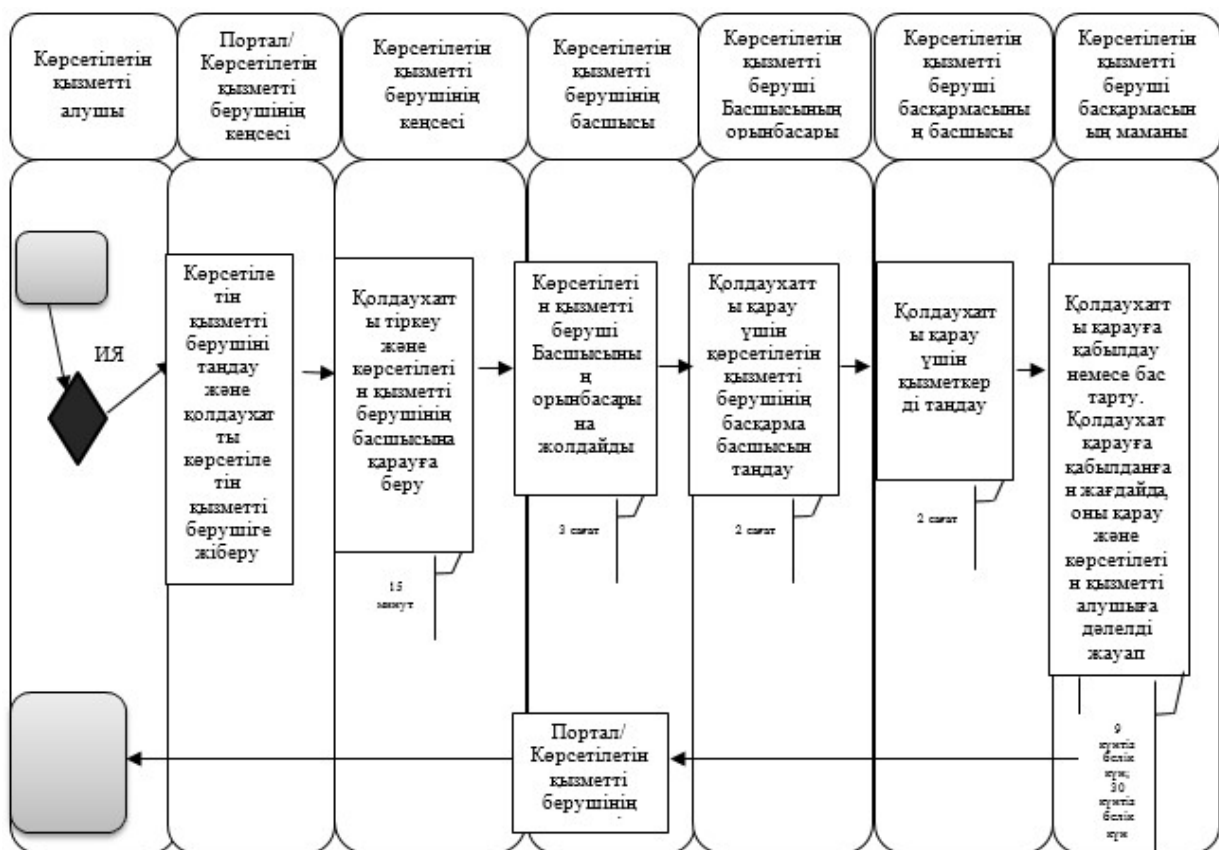 Көрсетілетін
қызметті
алушы
Портал/
Көрсетілетін
қызметті
берушінің
кеңсесі
Көрсетілетін
қызметті
берушінің
кеңсесі
Көрсетілетін
қызметті
берушінің
басшысы
Көрсетілетін
қызметті
беруші
Басшысының
орынбасары
Көрсетілетін
қызметті
беруші
басқармасыны
ң басшысы
Көрсетілетін
қызметті
беруші
басқармасын
ың маманы
ИЯ
Көрсетіле
тін
қызметті
берушіні
таңдау
және
қолдаухат
ты
көрсетіле
тін
қызметті
берушіге
жіберу
Қолдаухатт
ы тіркеу
және
көрсетілеті
н қызметті
берушінің
басшысына
қарауға
беру
15
минут
Көрсетілеті
н қызметті
беруші
Басшысыны
ң
орынбасары
на
жолдайды
3 сағат
Қолдаухатт
ы қарау
үшін
көрсетілетін
қызметті
берушінің
басқарма
басшысын
таңдау
2 сағат
Қолдаухатт
ы қарау
үшін
қызметкер
ді таңдау
2 сағат
Қолдаухатт
ы қарауға
қабылдау
немесе бас
тарту.
Қолдаухат
қарауға
қабылданға
н жағдайда,
оны қарау
және
көрсетілеті
н қызметті
алушыға
дәлелді
жауап
9
күнтіз
белік
күн;
30
күнтіз
белік
күн
Портал/
Көрсетілетін
қызметті
берушінің